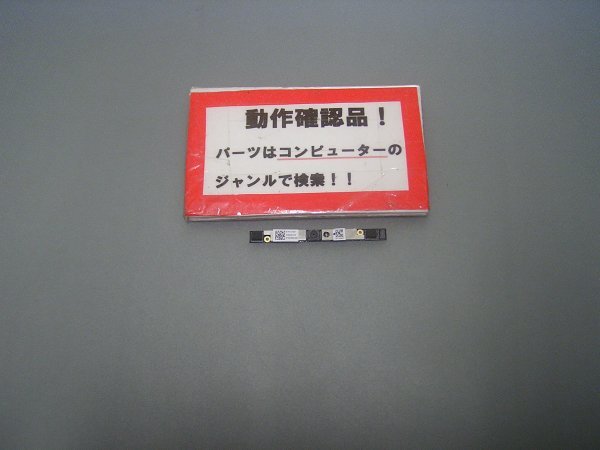 動作確認品！
パーツはコンピューターの
ジャンルで検索！！